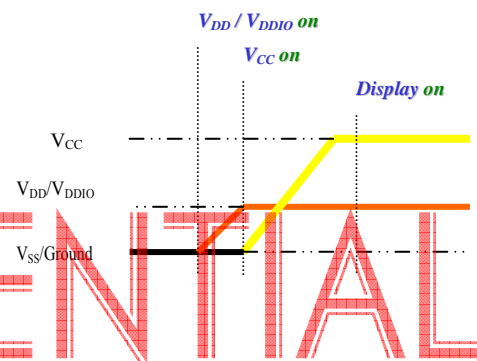 VDD / VDDIO on
VCC on
Display on
VCC
VDD/VDDIO
VSS/Ground
ENTIAL